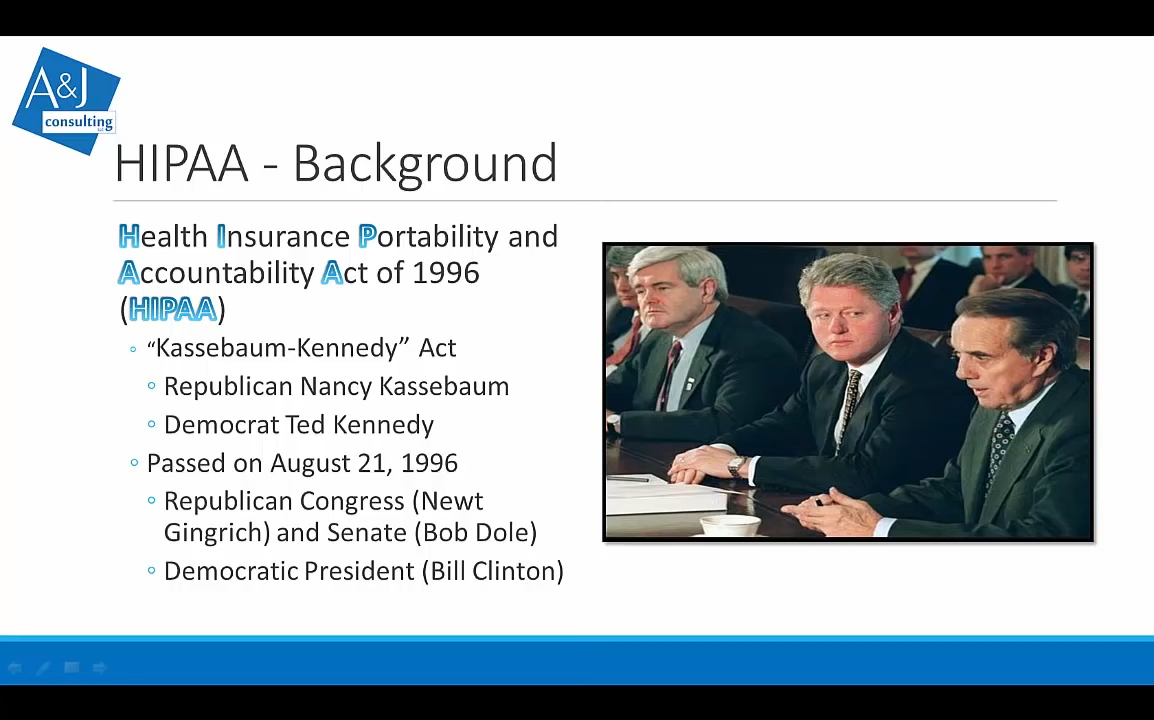 A&J
consulting
HIPAA - Background
Health Insurance Portability and
Accountability Act of 1996
(HIPAA)
◦ “Kassebaum-Kennedy” Act
◦ Republican Nancy Kassebaum
◦ Democrat Ted Kennedy
◦ Passed on August 21, 1996
◦ Republican Congress (Newt
Gingrich) and Senate (Bob Dole)
◦ Democratic President (Bill Clinton)